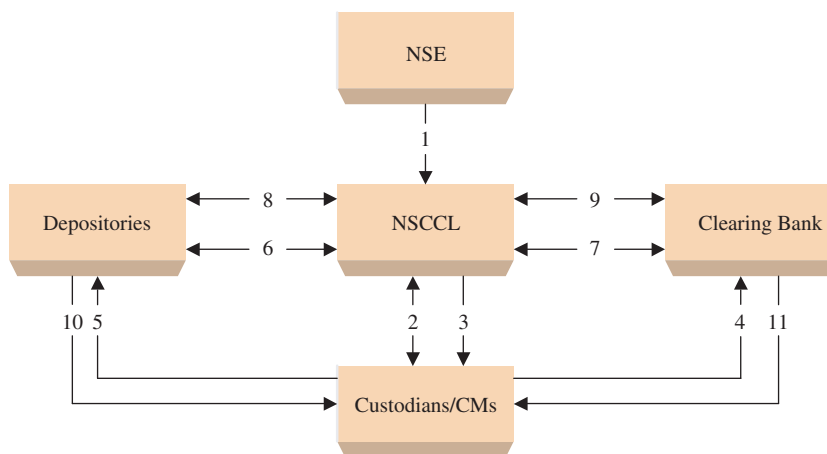 NSE
1
Depositories
8
NSCCL
9
Clearing Bank
6
7
10
5
2
3
4
11
Custodians/CMs